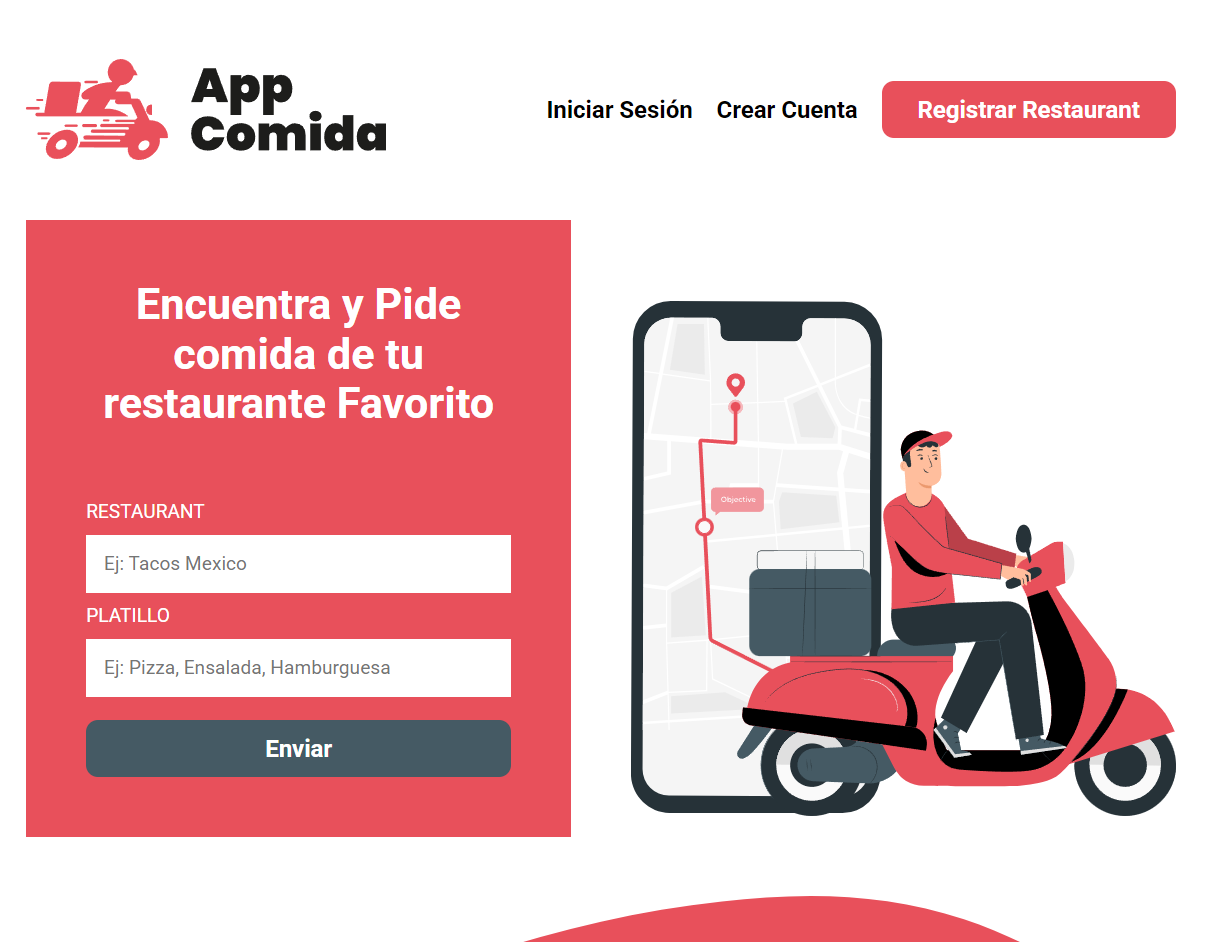 App
Comida
Iniciar Sesión
Crear Cuenta
Registrar Restaurant
Encuentra y Pide
comida de tu
restaurante Favorito
RESTAURANT
Ej: Tacos Mexico
PLATILLO
Ej: Pizza, Ensalada, Hamburguesa
Enviar
Objective